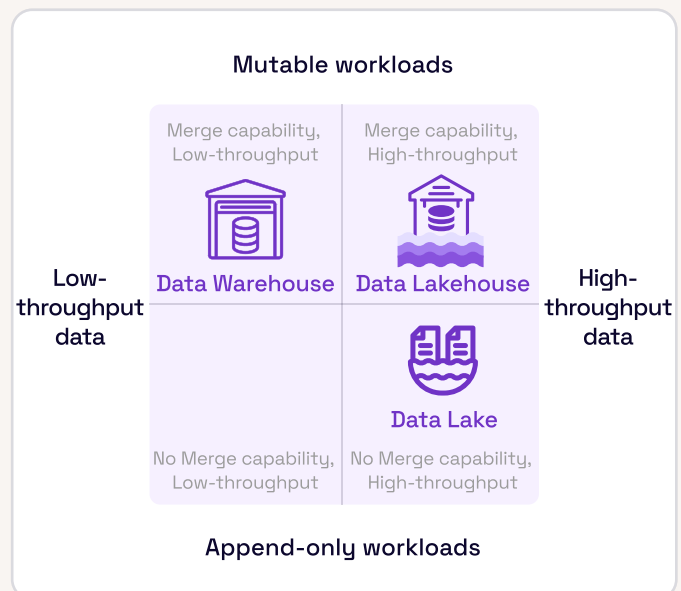 Mutable workloads
Merge capability,
Low-throughput
Merge capability,
High-throughput
Data Warehouse
Data Lakehouse
Low-
throughput
data
High-
throughput
data
Data Lake
No Merge capability,
Low-throughput
No Merge capability,
High-throughput
Append-only workloads